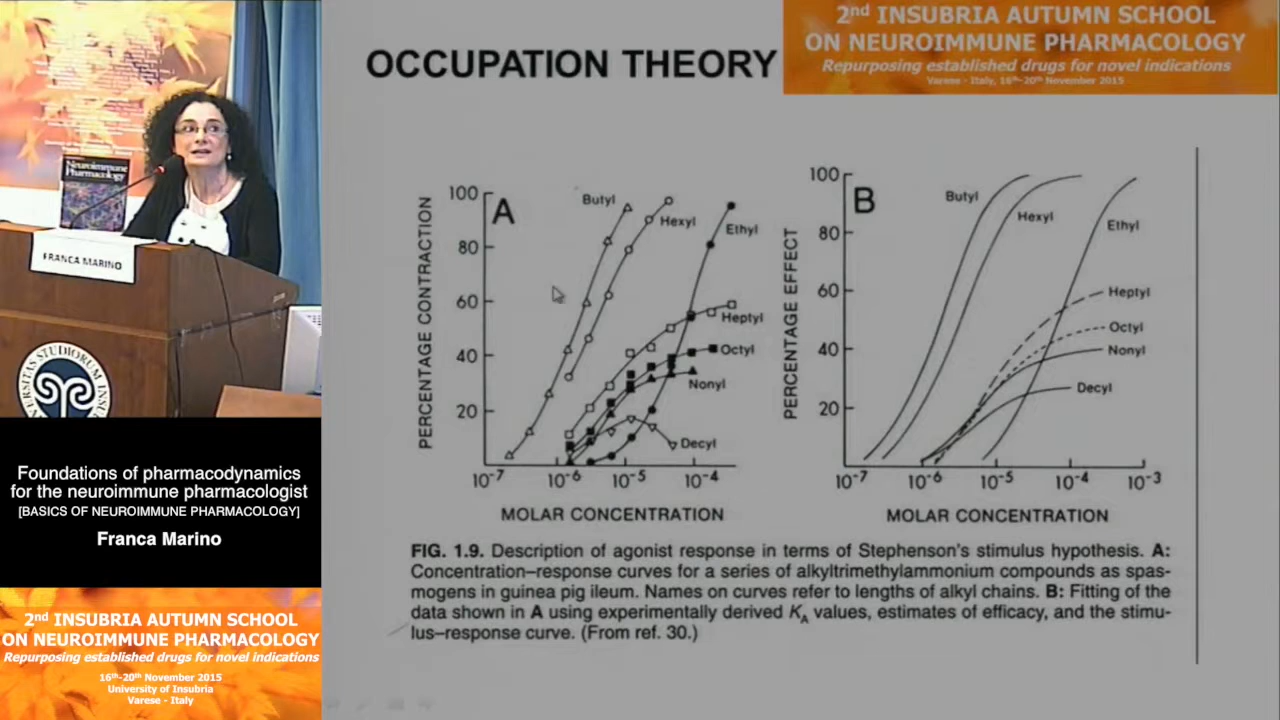 OCCUPATION THEORY
2nd INSUBRIA AUTUMN SCHOOL
ON NEUROIMMUNE PHARMACOLOGY
Repurposing established drugs for novel indications
Varese - Italy, 16th-20th November 2015
Neuroimmune
Pharmacology
FRANCA MARINO
Foundations of pharmacodynamics
for the neuroimmune pharmacologist
[BASICS OF NEUROIMMUNE PHARMACOLOGY]
Franca Marino
2nd INSUBRIA AUTUMN SCHOOL
ON NEUROIMMUNE PHARMACOLOGY
Repurposing established drugs for novel indications
16th-20th November 2015
University of Insubria
Varese - Italy
A
PERCENTAGE CONTRACTION
100
80
60
40
20
Butyl
Hexyl
Ethyl
Heptyl
Octyl
Nonyl
Decyl
10-7
10-6
10-5
10-4
MOLAR CONCENTRATION
B
PERCENTAGE EFFECT
100
80
60
40
20
Butyl
Hexyl
Ethyl
Heptyl
Octyl
Nonyl
Decyl
10-7
10-6
10-5
10-4
10-3
MOLAR CONCENTRATION
FIG. 1.9. Description of agonist response in terms of Stephenson's stimulus hypothesis. A:
Concentration–response curves for a series of alkyltrimethylammonium compounds as spas-
mogens in guinea pig ileum. Names on curves refer to lengths of alkyl chains. B: Fitting of the
data shown in A using experimentally derived KA values, estimates of efficacy, and the stimu-
lus–response curve. (From ref. 30.)